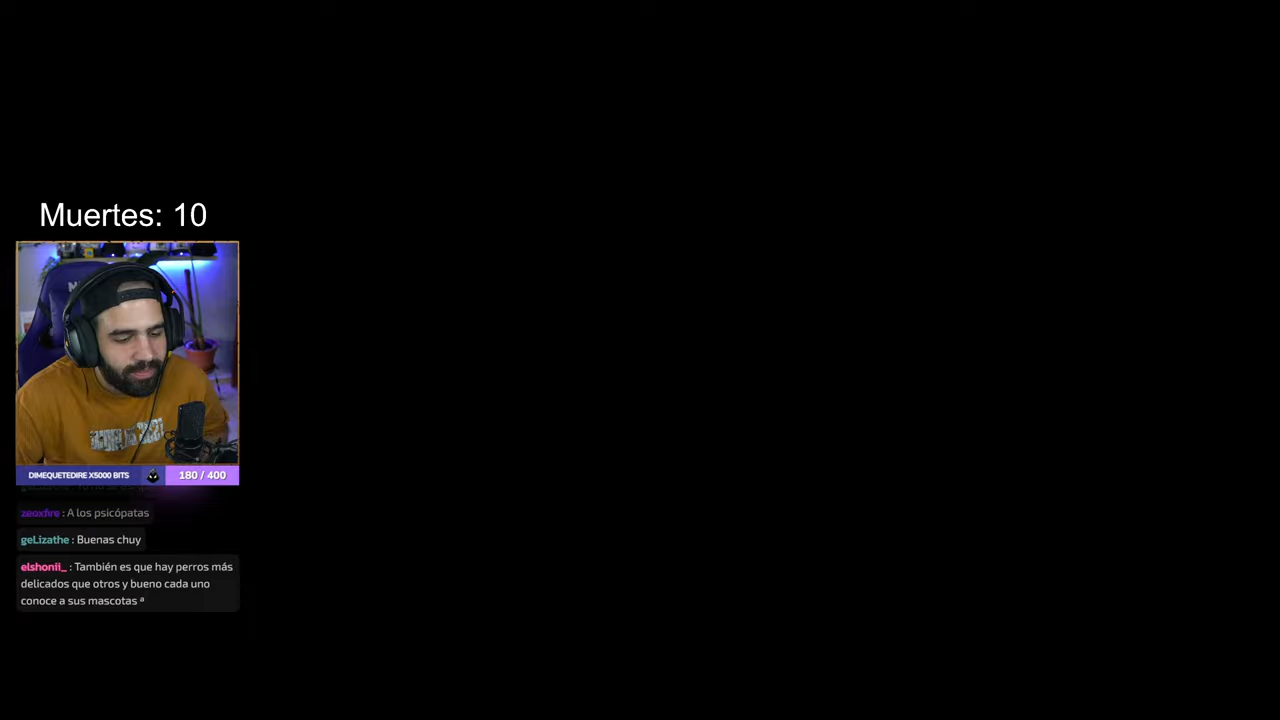 Muertes: 10
DIMEQUETEDIRE X5000 BITS
180 / 400
zeoxfire : A los psicópatas
geLizathe : Buenas chuy
elshonii_ : También es que hay perros más
delicados que otros y bueno cada uno
conoce a sus mascotas ª